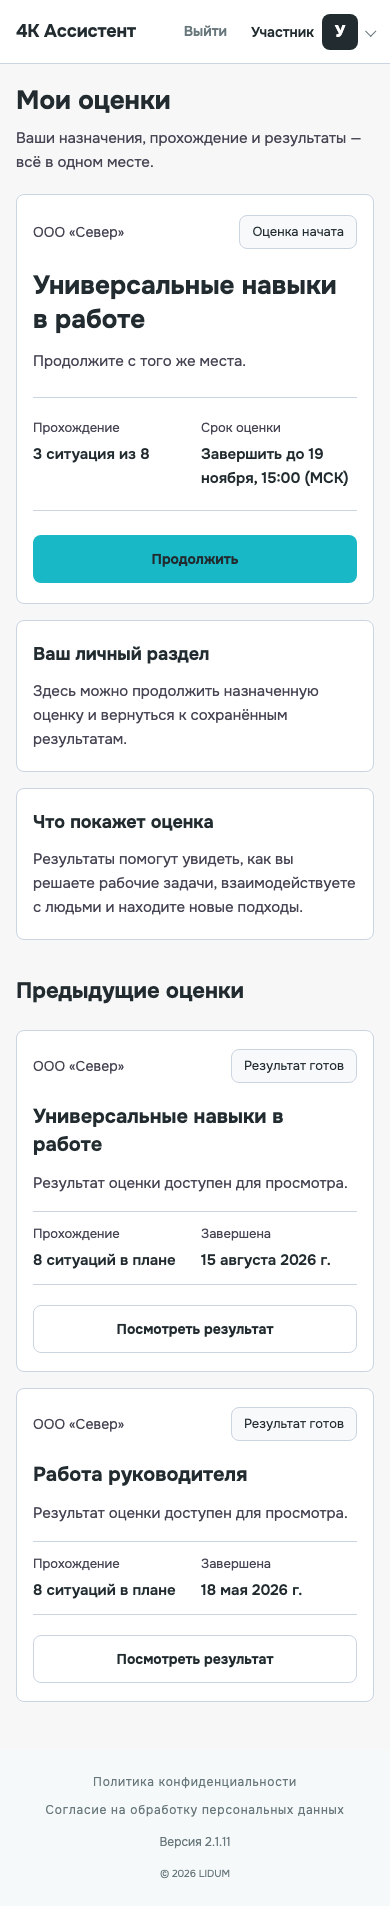 4K Ассистент
Выйти
Участник
У
Мои оценки
Ваши назначения, прохождение и результаты —
всё в одном месте.
ООО «Север»
Оценка начата
Универсальные навыки
в работе
Продолжите с того же места.
Прохождение
3 ситуация из 8
Срок оценки
Завершить до 19
ноября, 15:00 (МСК)
Продолжить
Ваш личный раздел
Здесь можно продолжить назначенную
оценку и вернуться к сохранённым
результатам.
Что покажет оценка
Результаты помогут увидеть, как вы
решаете рабочие задачи, взаимодействуете
с людьми и находите новые подходы.
Предыдущие оценки
ООО «Север»
Результат готов
Универсальные навыки в
работе
Результат оценки доступен для просмотра.
Прохождение
8 ситуаций в плане
Завершена
15 августа 2026 г.
Посмотреть результат
ООО «Север»
Результат готов
Работа руководителя
Результат оценки доступен для просмотра.
Прохождение
8 ситуаций в плане
Завершена
18 мая 2026 г.
Посмотреть результат
Политика конфиденциальности
Согласие на обработку персональных данных
Версия 2.1.11
© 2026 LIDUM